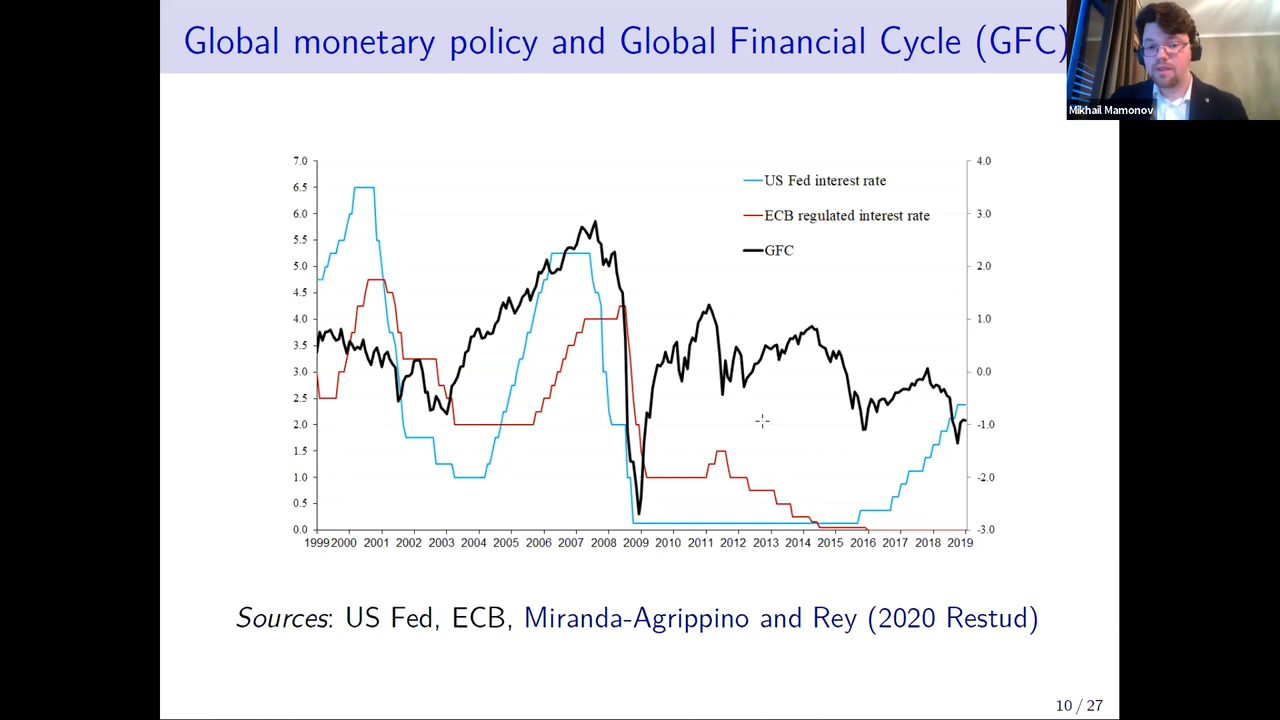 Global monetary policy and Global Financial Cycle (GFC)
Mikhail Mamonov
7.0
6.5
6.0
5.5
5.0
4.5
4.0
3.5
3.0
2.5
2.0
1.5
1.0
0.5
0.0
US Fed interest rate
ECB regulated interest rate
GFC
4.0
3.0
2.0
1.0
0.0
-1.0
-2.0
-3.0
1999 2000 2001 2002 2003 2004 2005 2006 2007 2008 2009 2010 2011 2012 2013 2014 2015 2016 2017 2018 2019
Sources: US Fed, ECB, Miranda-Agrippino and Rey (2020 Restud)
10 / 27